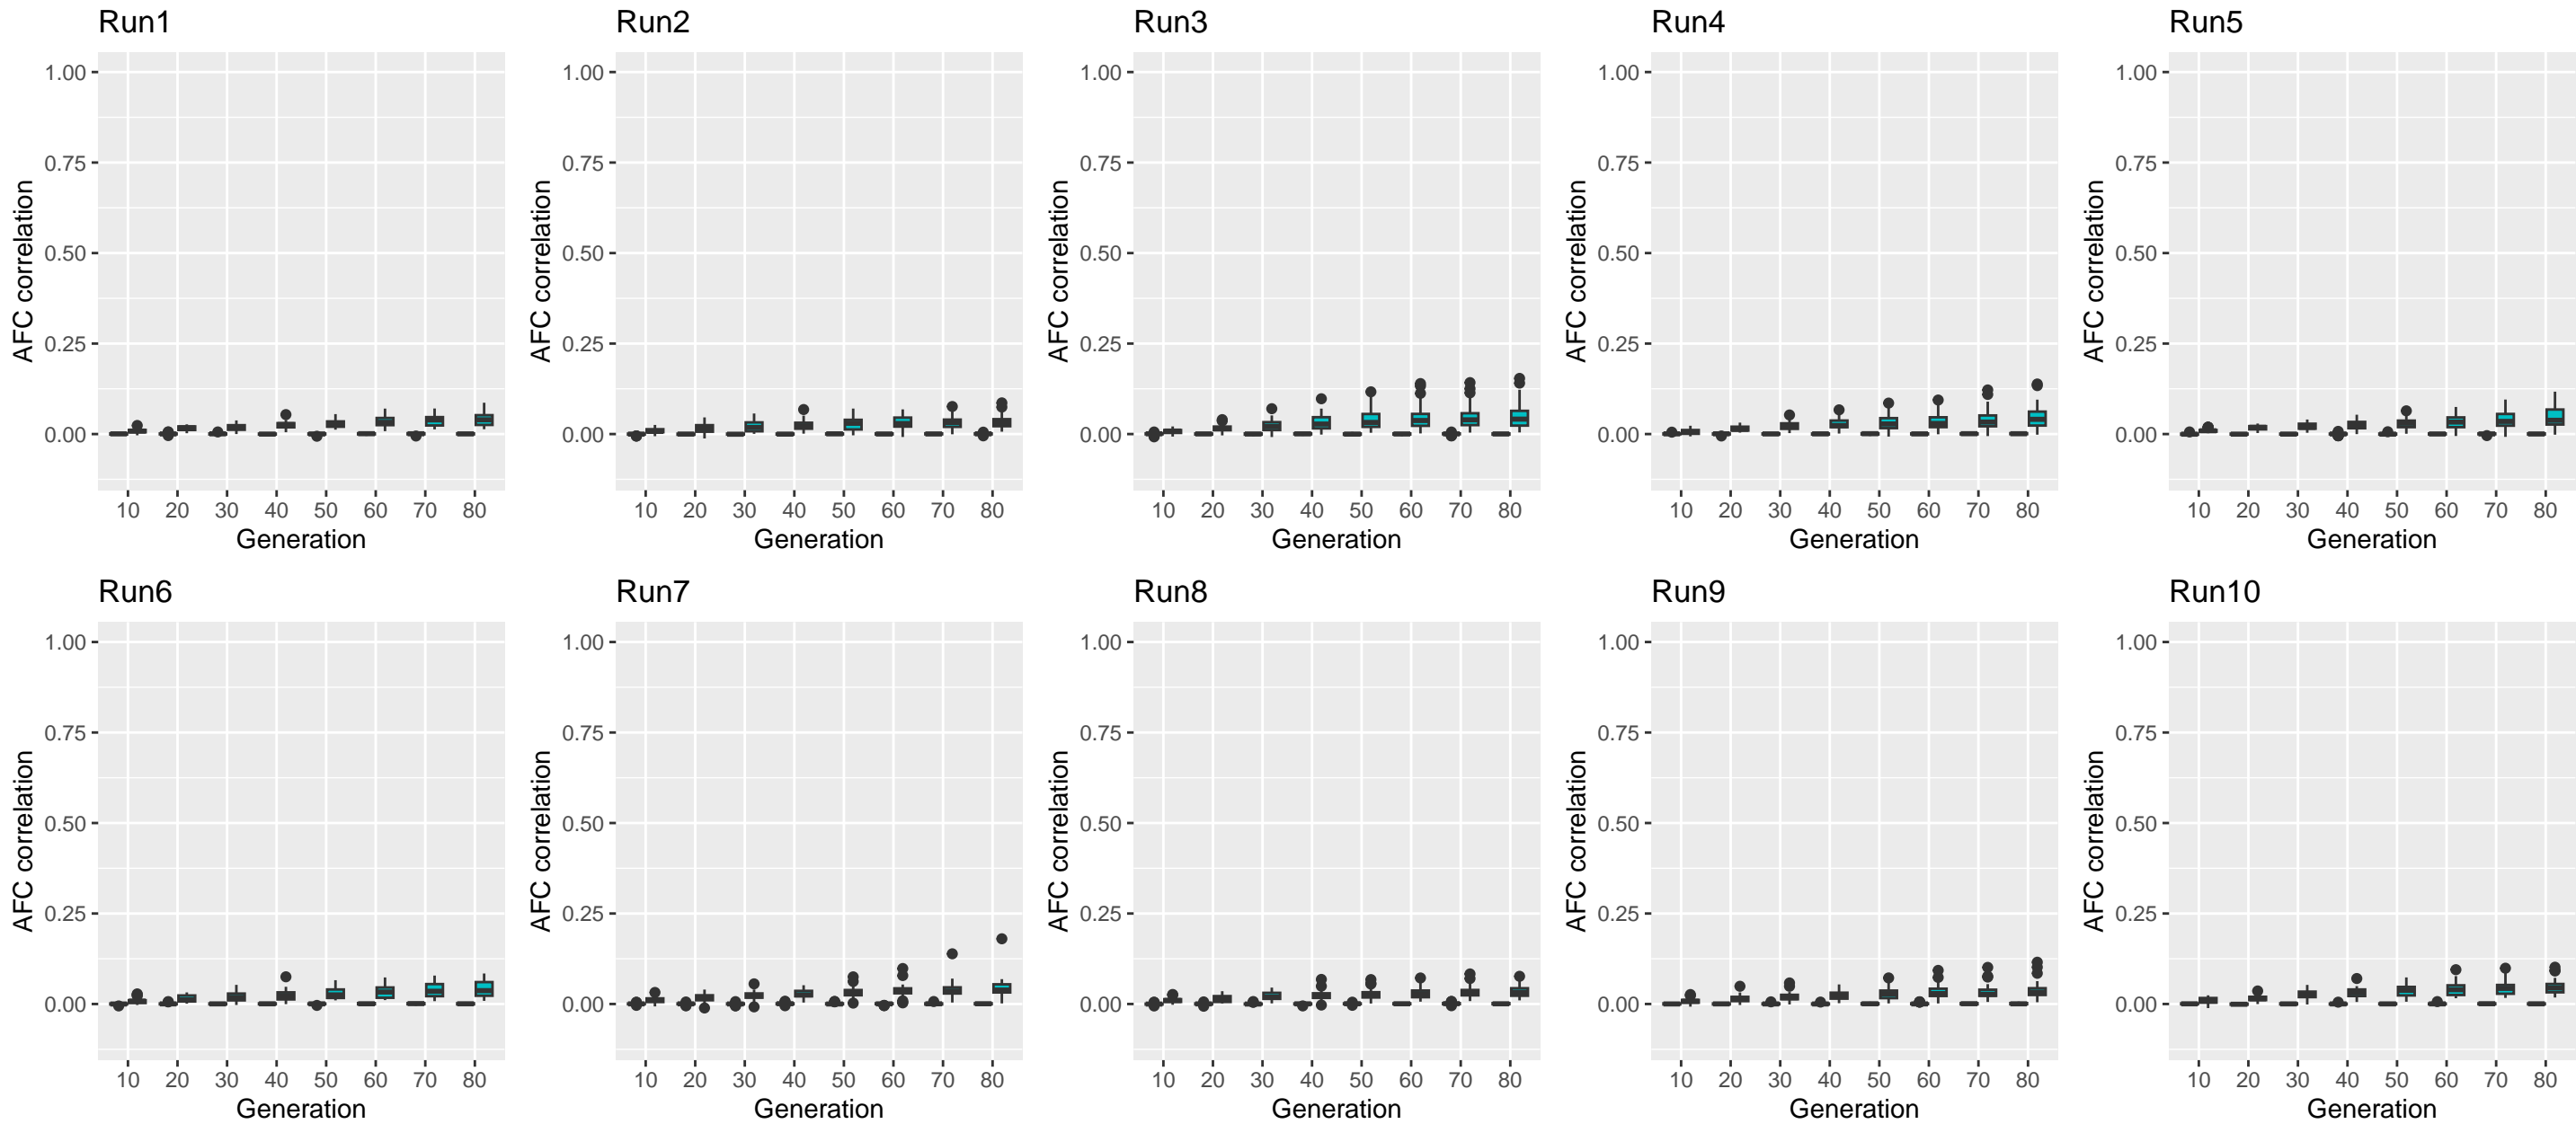 Run1 Run2 Run3 Run4 Run5
1.00 1.00 1.00 1.00 1.00
0.75 0.75 0.75 0.75 0.75
AFC correlation AFC correlation AFC correlation AFC correlation AFC correlation
0.50 0.50 0.50 0.50 0.50
0.25 0.25 0.25 0.25 0.25
0.00 0.00 0.00 0.00 0.00
10 20 30 40 50 60 70 80 10 20 30 40 50 60 70 80 10 20 30 40 50 60 70 80 10 20 30 40 50 60 70 80 10 20 30 40 50 60 70 80
Generation Generation Generation Generation Generation
Run6 Run7 Run8 Run9 Run10
1.00 1.00 1.00 1.00 1.00
0.75 0.75 0.75 0.75 0.75
AFC correlation AFC correlation AFC correlation AFC correlation AFC correlation
0.50 0.50 0.50 0.50 0.50
0.25 0.25 0.25 0.25 0.25
0.00 0.00 0.00 0.00 0.00
10 20 30 40 50 60 70 80 10 20 30 40 50 60 70 80 10 20 30 40 50 60 70 80 10 20 30 40 50 60 70 80 10 20 30 40 50 60 70 80
Generation Generation Generation Generation Generation